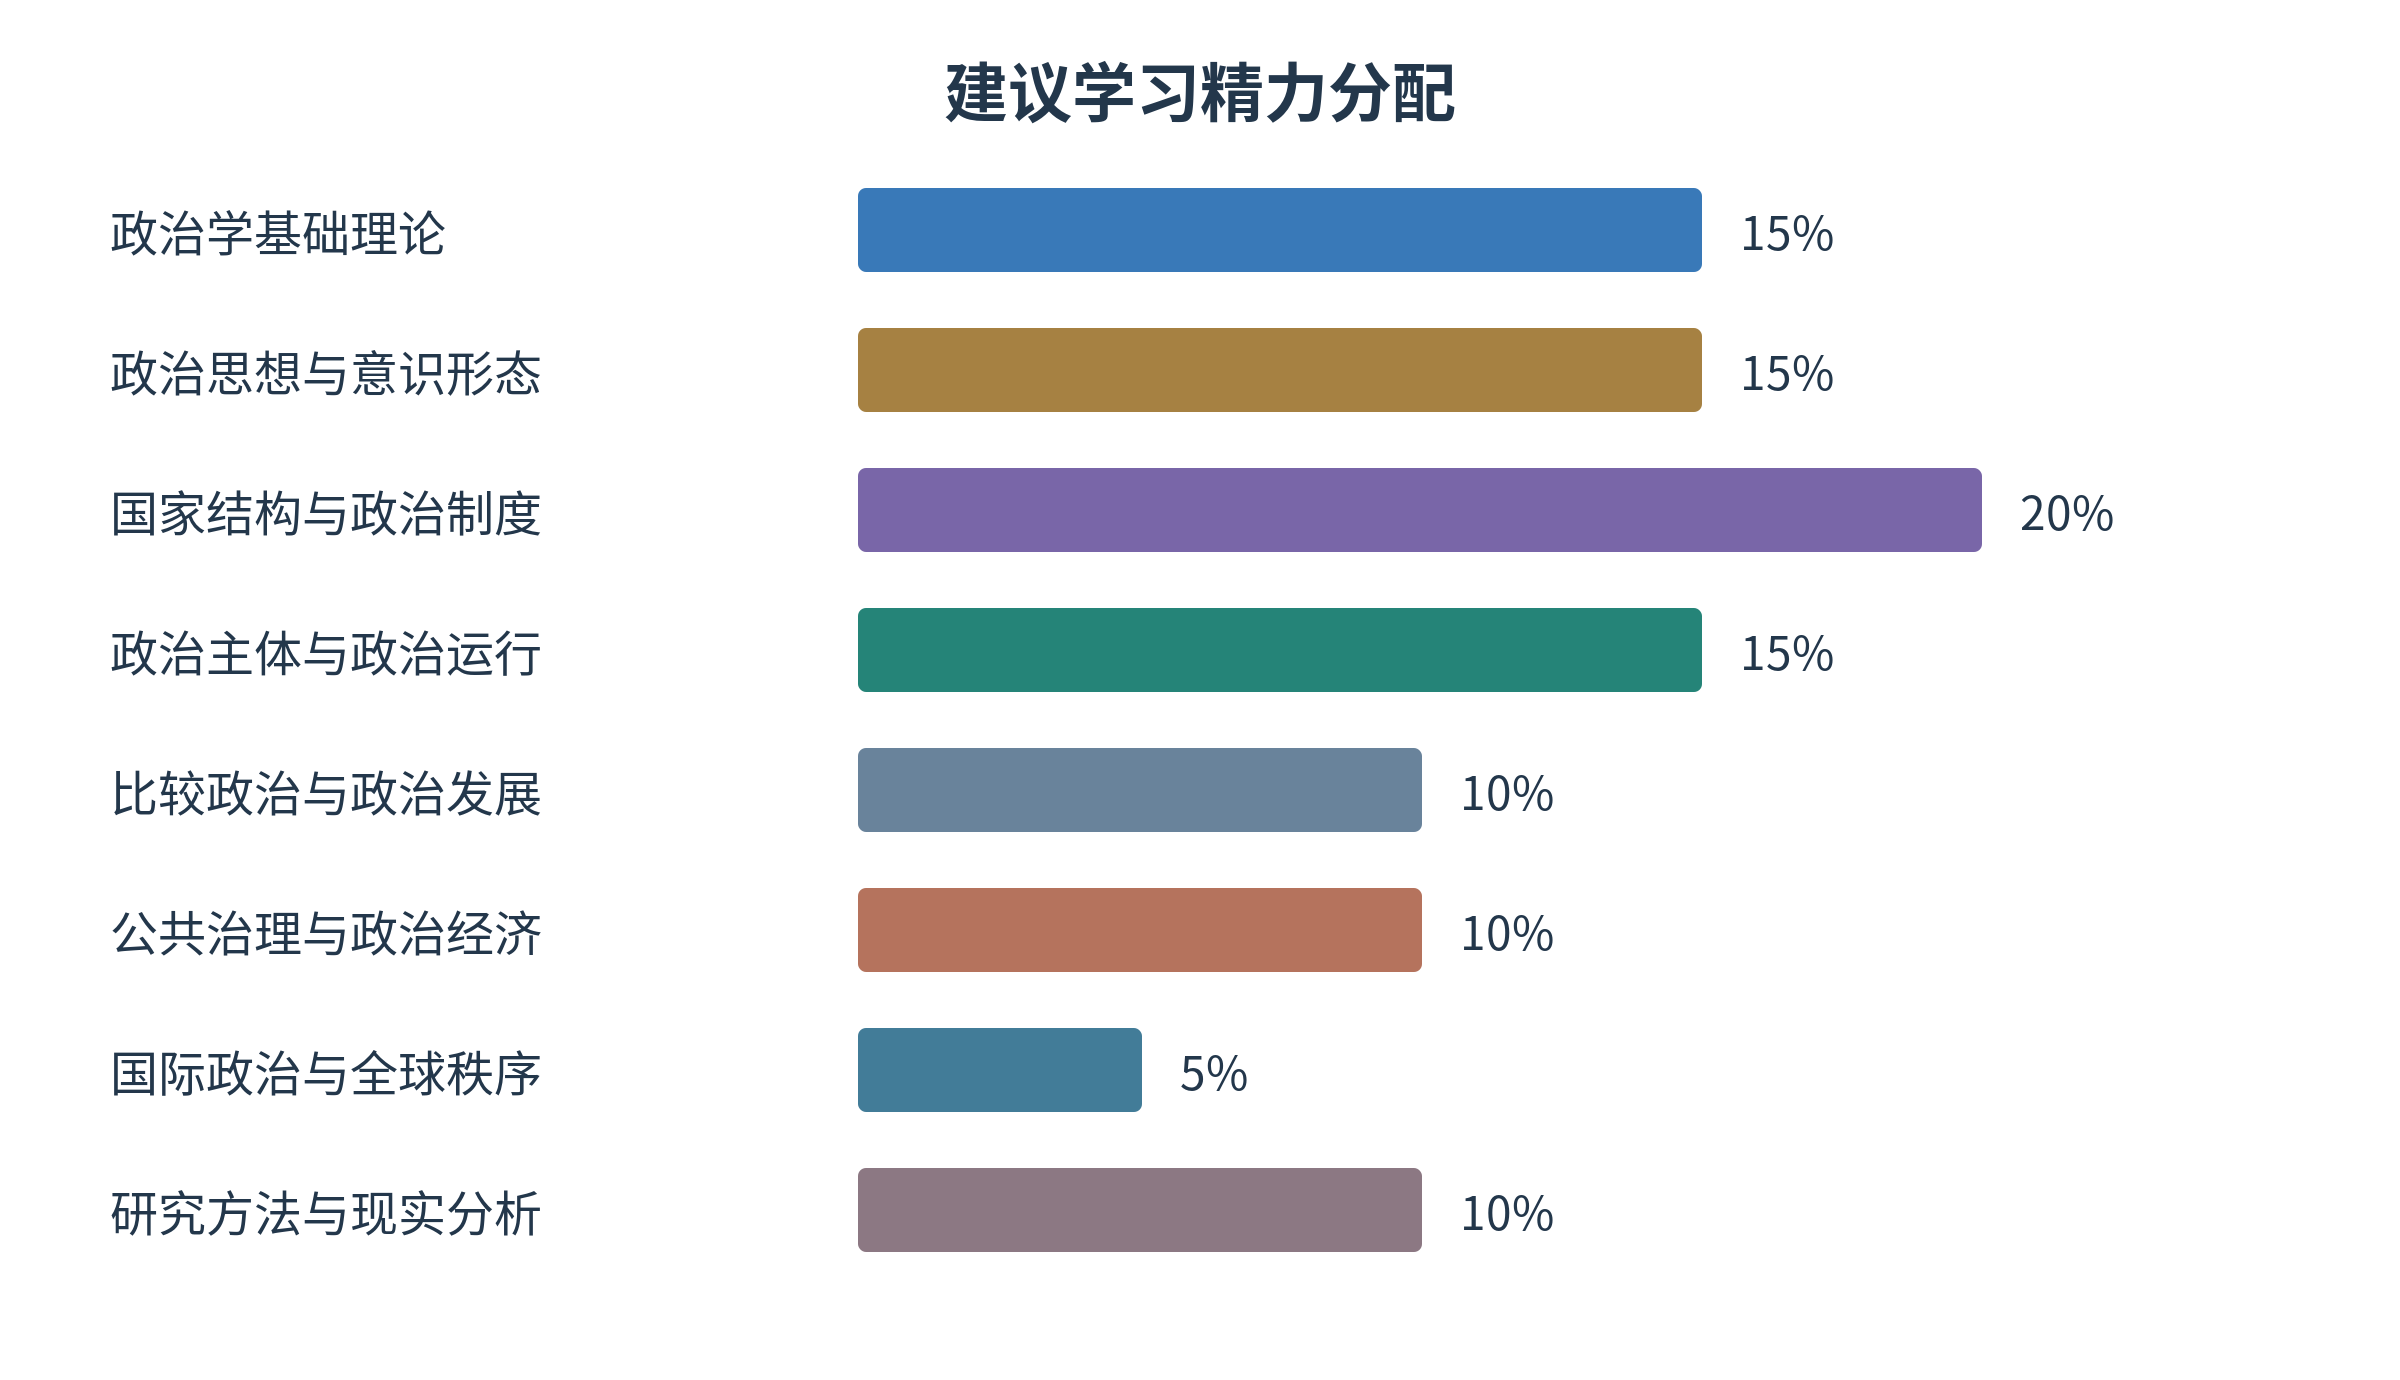 建议学习精力分配
政治学基础理论 15%
政治思想与意识形态 15%
国家结构与政治制度 20%
政治主体与政治运行 15%
比较政治与政治发展 10%
公共治理与政治经济 10%
国际政治与全球秩序 5%
研究方法与现实分析 10%